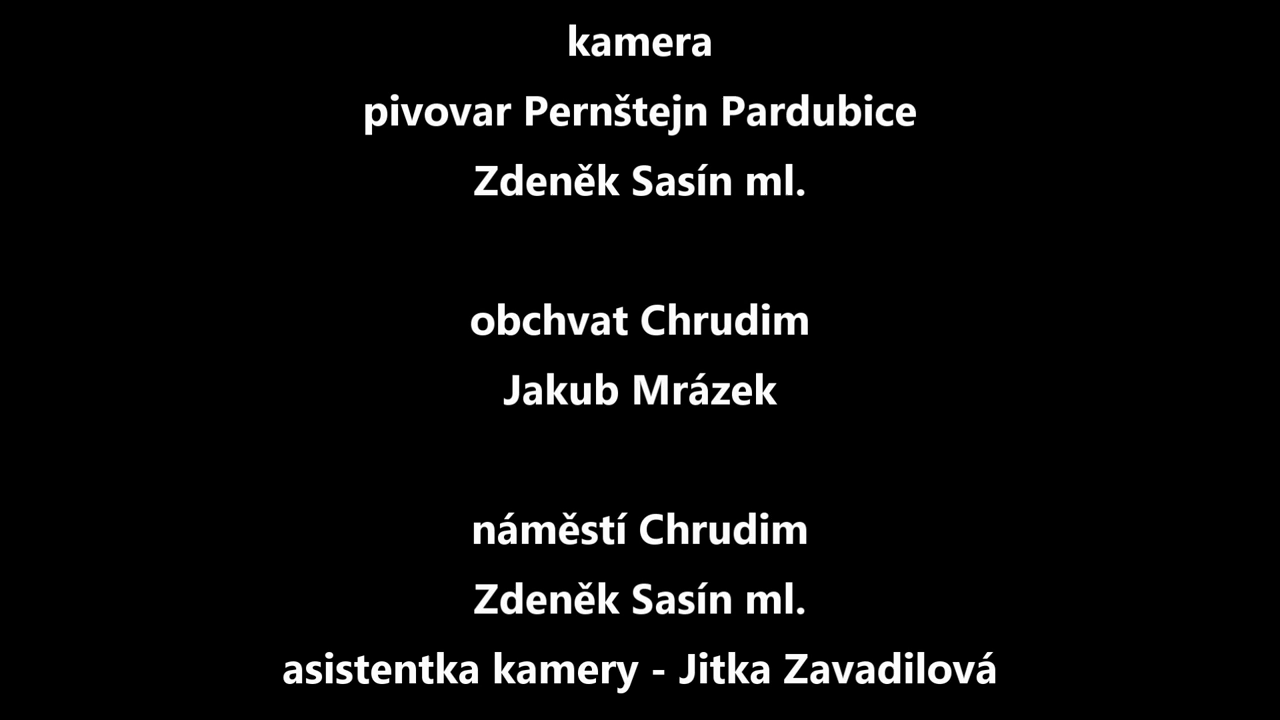 kamera
pivovar Pernštejn Pardubice
Zdeněk Sasín ml.
obchvat Chrudim
Jakub Mrázek
náměstí Chrudim
Zdeněk Sasín ml.
asistentka kamery - Jitka Zavadilová